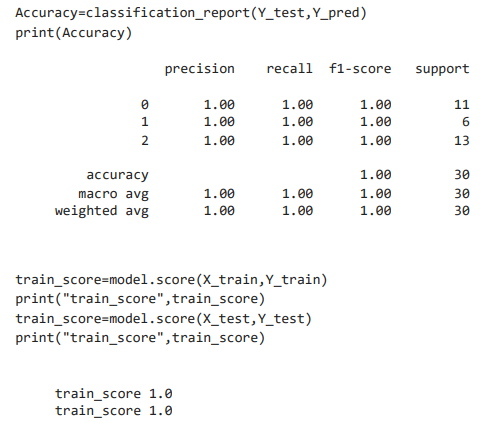 Accuracy=classification_report(Y_test,Y_pred)
print(Accuracy)
precision recall f1-score support
0 1.00 1.00 1.00 11
1 1.00 1.00 1.00 6
2 1.00 1.00 1.00 13
accuracy 1.00 30
macro avg 1.00 1.00 1.00 30
weighted avg 1.00 1.00 1.00 30
train_score=model.score(X_train,Y_train)
print("train_score",train_score)
train_score=model.score(X_test,Y_test)
print("train_score",train_score)
train_score 1.0
train_score 1.0